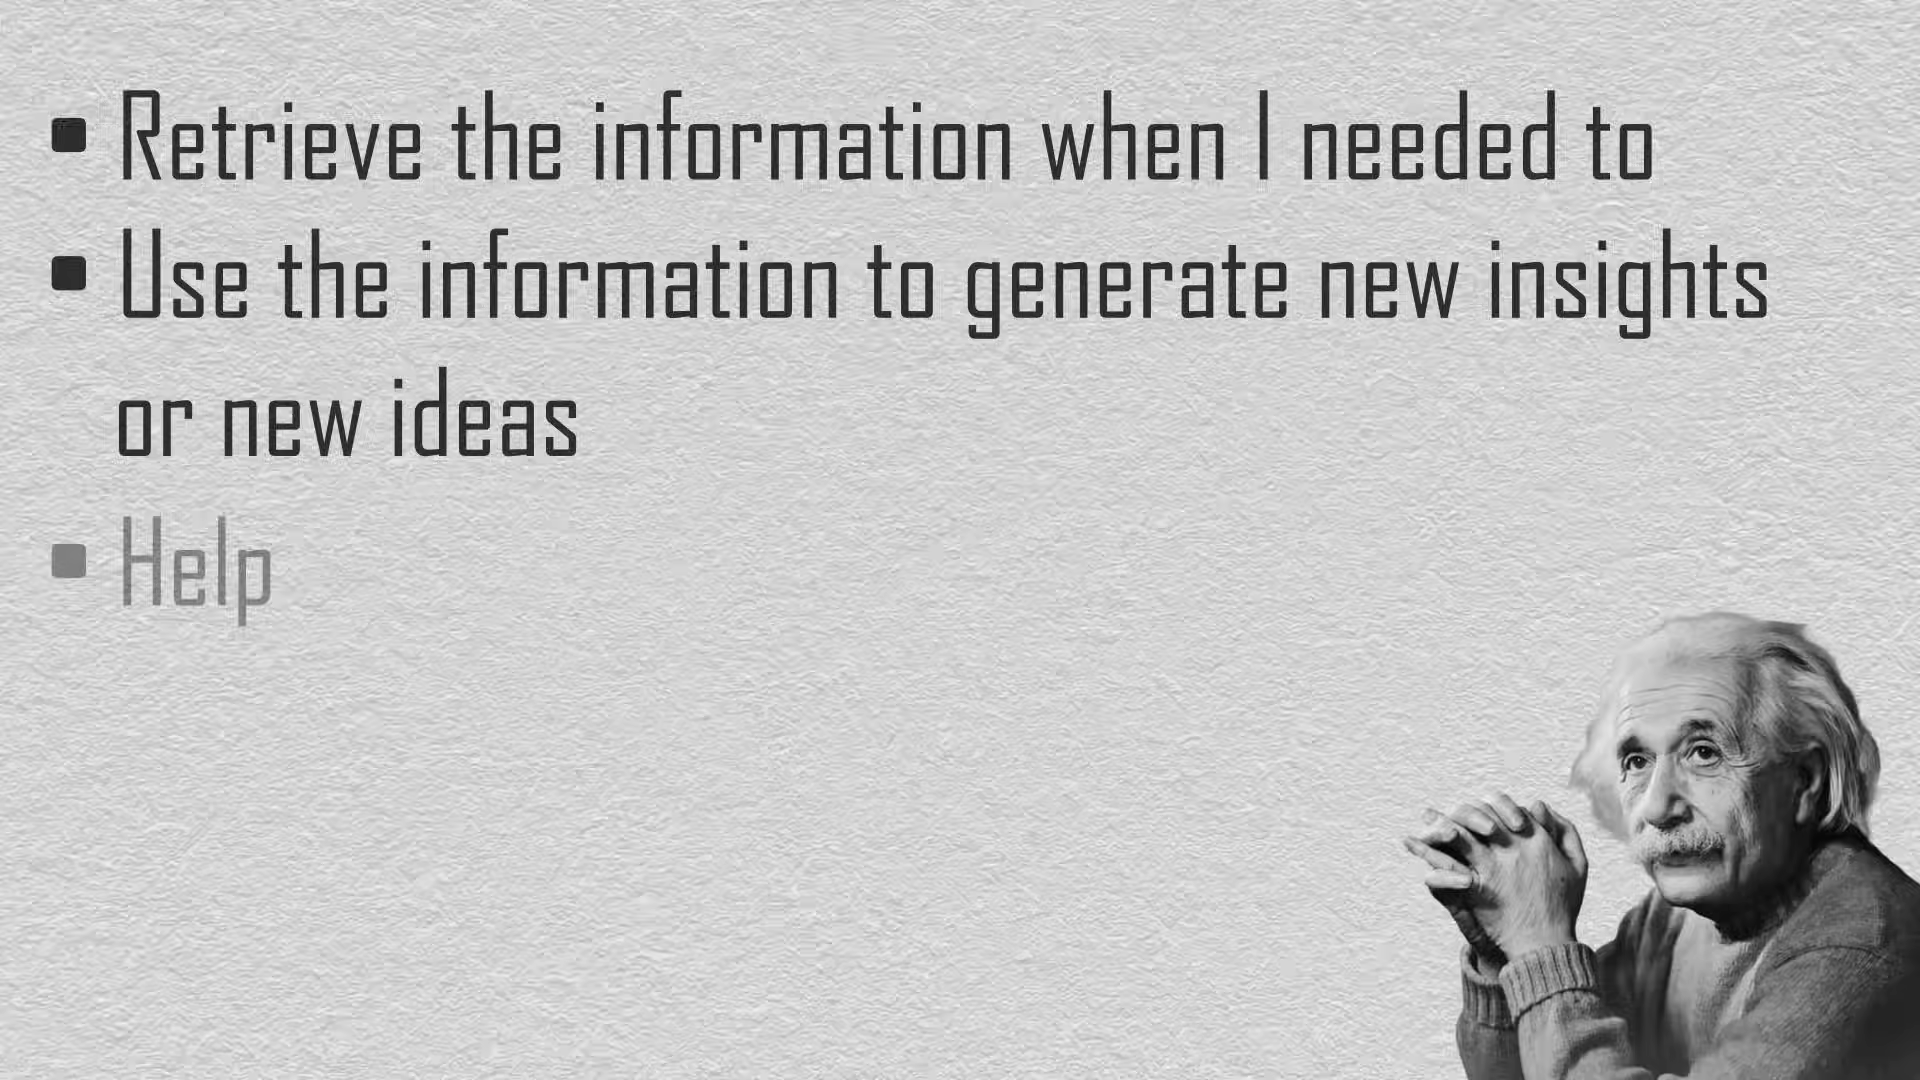 ▪ Retrieve the information when I needed to
▪ Use the information to generate new insights
or new ideas
▪ Help